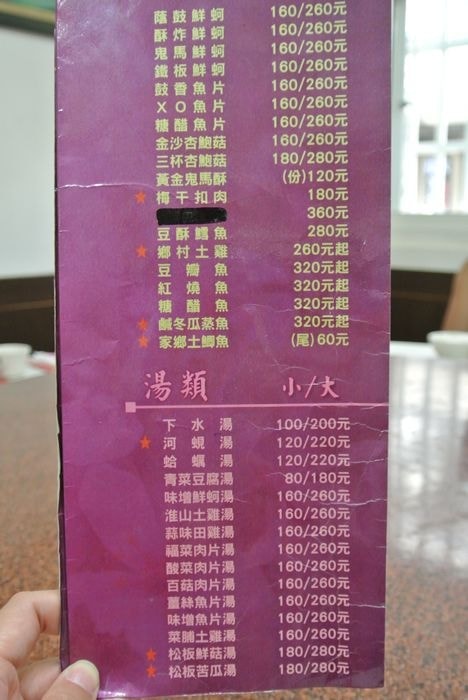 蔭鼓鮮蚵 160/260元
酥炸鮮蚵 160/260元
鬼馬鮮蚵 160/260元
鐵板鮮蚵 160/260元
鼓香魚片 160/260元
XO魚片 160/260元
糖醋魚片 160/260元
金沙杏鮑菇 160/260元
三杯杏鮑菇 180/280元
黃金鬼馬酥 (份)120元
★ 梅干扣肉 180元
360元
豆酥鱈魚 280元
★ 鄉村土雞 260元起
豆瓣魚 320元起
紅燒魚 320元起
糖醋魚 320元起
★ 鹹冬瓜蒸魚 320元起
★ 家鄉土鯽魚 (尾)60元
湯類 小/大
下水湯 100/200元
★ 河蜆湯 120/220元
蛤蠣湯 120/220元
青菜豆腐湯 80/180元
味增鮮蚵湯 160/260元
淮山土雞湯 160/260元
蒜味田雞湯 160/260元
福菜肉片湯 160/260元
酸菜肉片湯 160/260元
百菇肉片湯 160/260元
薑絲魚片湯 160/260元
味增魚片湯 160/260元
菜脯土雞湯 160/260元
★ 松板鮮菇湯 180/280元
★ 松板苦瓜湯 180/280元